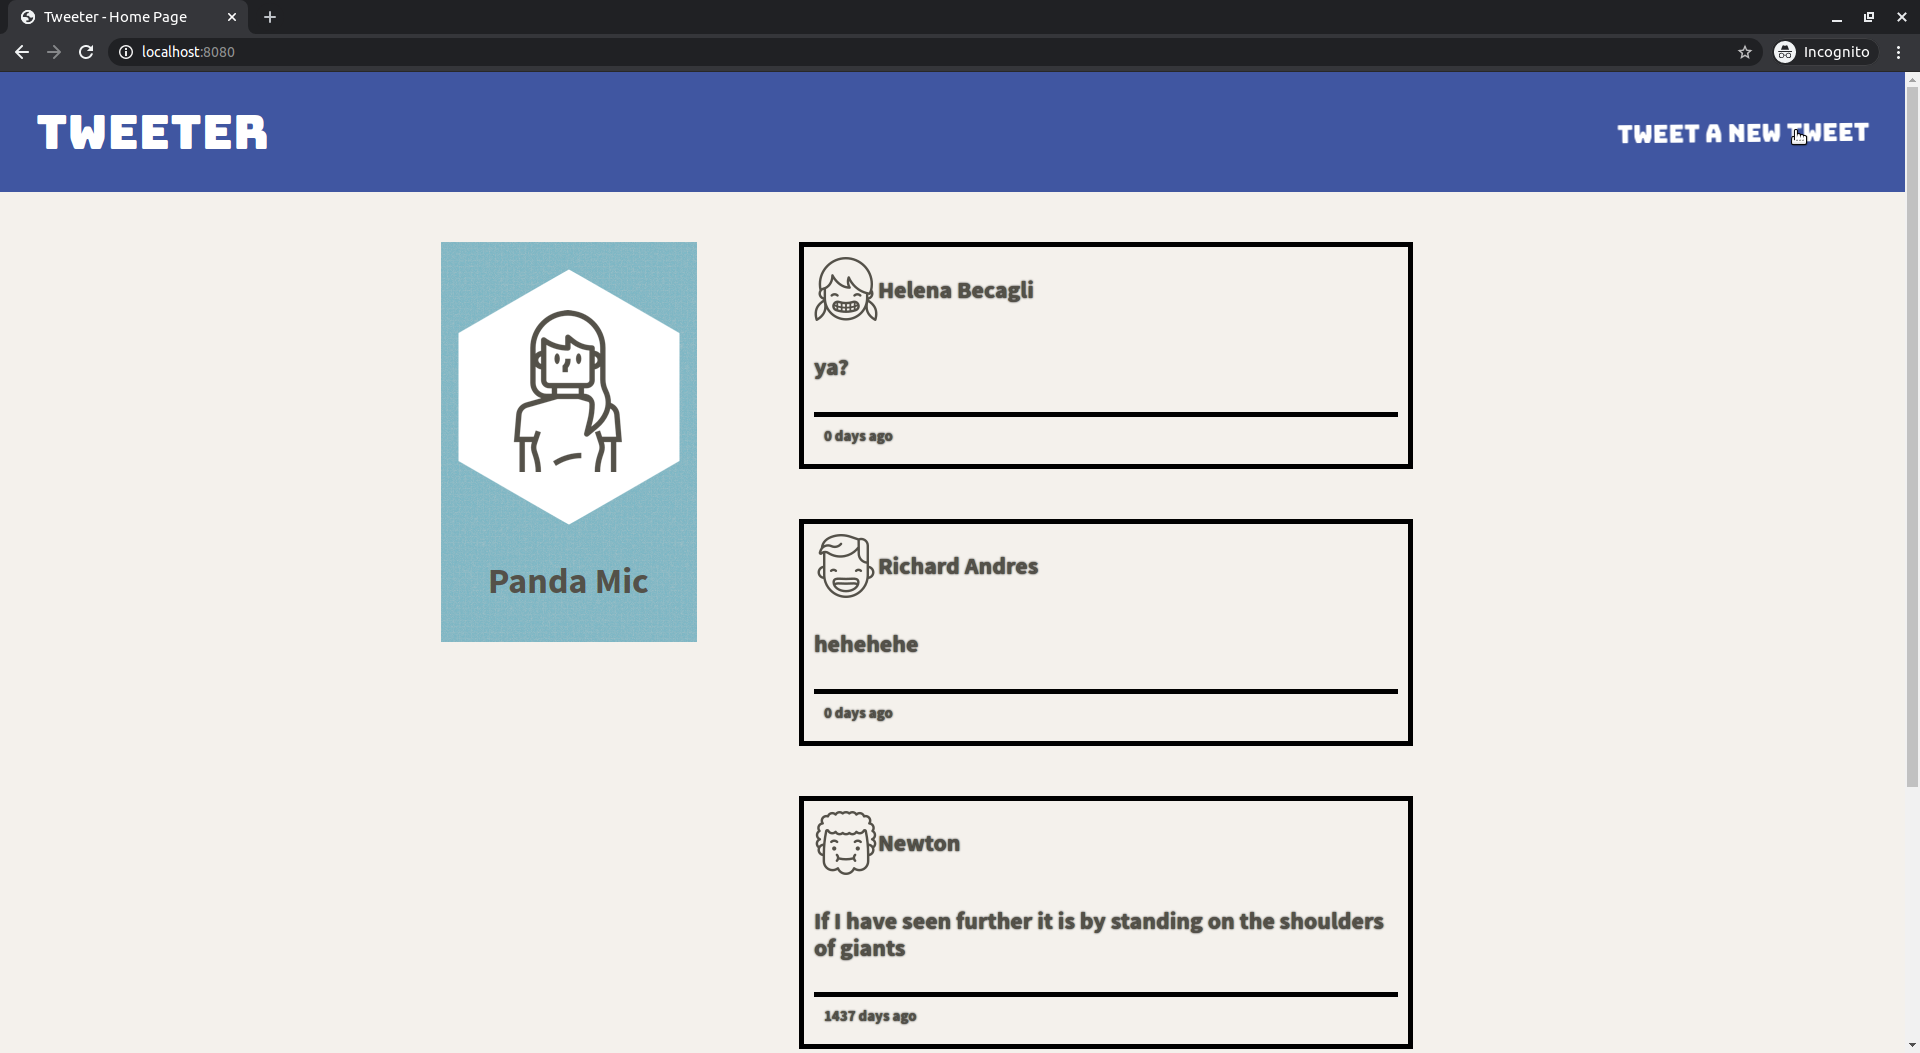 Tweeter - Home Page
localhost:8080
Incognito
TWEETER
TWEET A NEW TWEET
Panda Mic
Helena Becagli
ya?
0 days ago
Richard Andres
hehehehe
0 days ago
Newton
If I have seen further it is by standing on the shoulders
of giants
1437 days ago